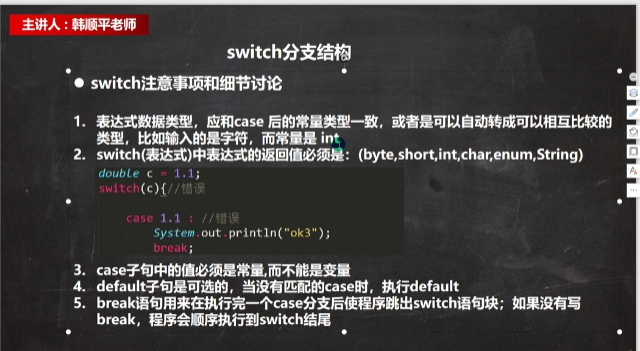 主讲人：韩顺平老师
switch分支结构
switch注意事项和细节讨论
1. 表达式数据类型，应和case 后的常量类型一致，或者是可以自动转成可以相互比较的
类型，比如输入的是字符，而常量是 int
2. switch(表达式)中表达式的返回值必须是：(byte,short,int,char,enum,String)
double c = 1.1;
switch(c){//错误
case 1.1 : //错误
System.out.println("ok3");
break;
3. case子句中的值必须是常量,而不能是变量
4. default子句是可选的，当没有匹配的case时，执行default
5. break语句用来在执行完一个case分支后使程序跳出switch语句块；如果没有写
break，程序会顺序执行到switch结尾